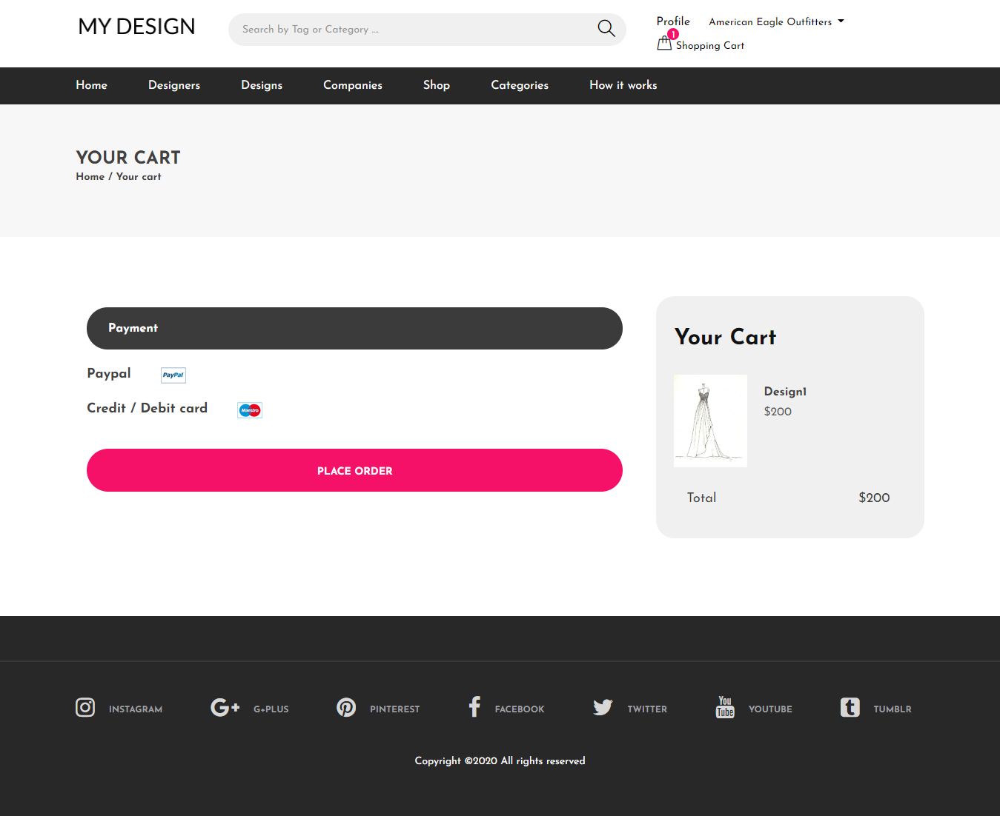 MY DESIGN
Search by Tag or Category ....
Profile
American Eagle Outfitters
1
Shopping Cart
Home Designers Designs Companies Shop Categories How it works
YOUR CART
Home / Your cart
Payment
Paypal PayPal
Credit / Debit card Maestro
PLACE ORDER
Your Cart
Design1
$200
Total $200
INSTAGRAM G+PLUS PINTEREST FACEBOOK TWITTER You Tube YOUTUBE TUMBLR
Copyright ©2020 All rights reserved